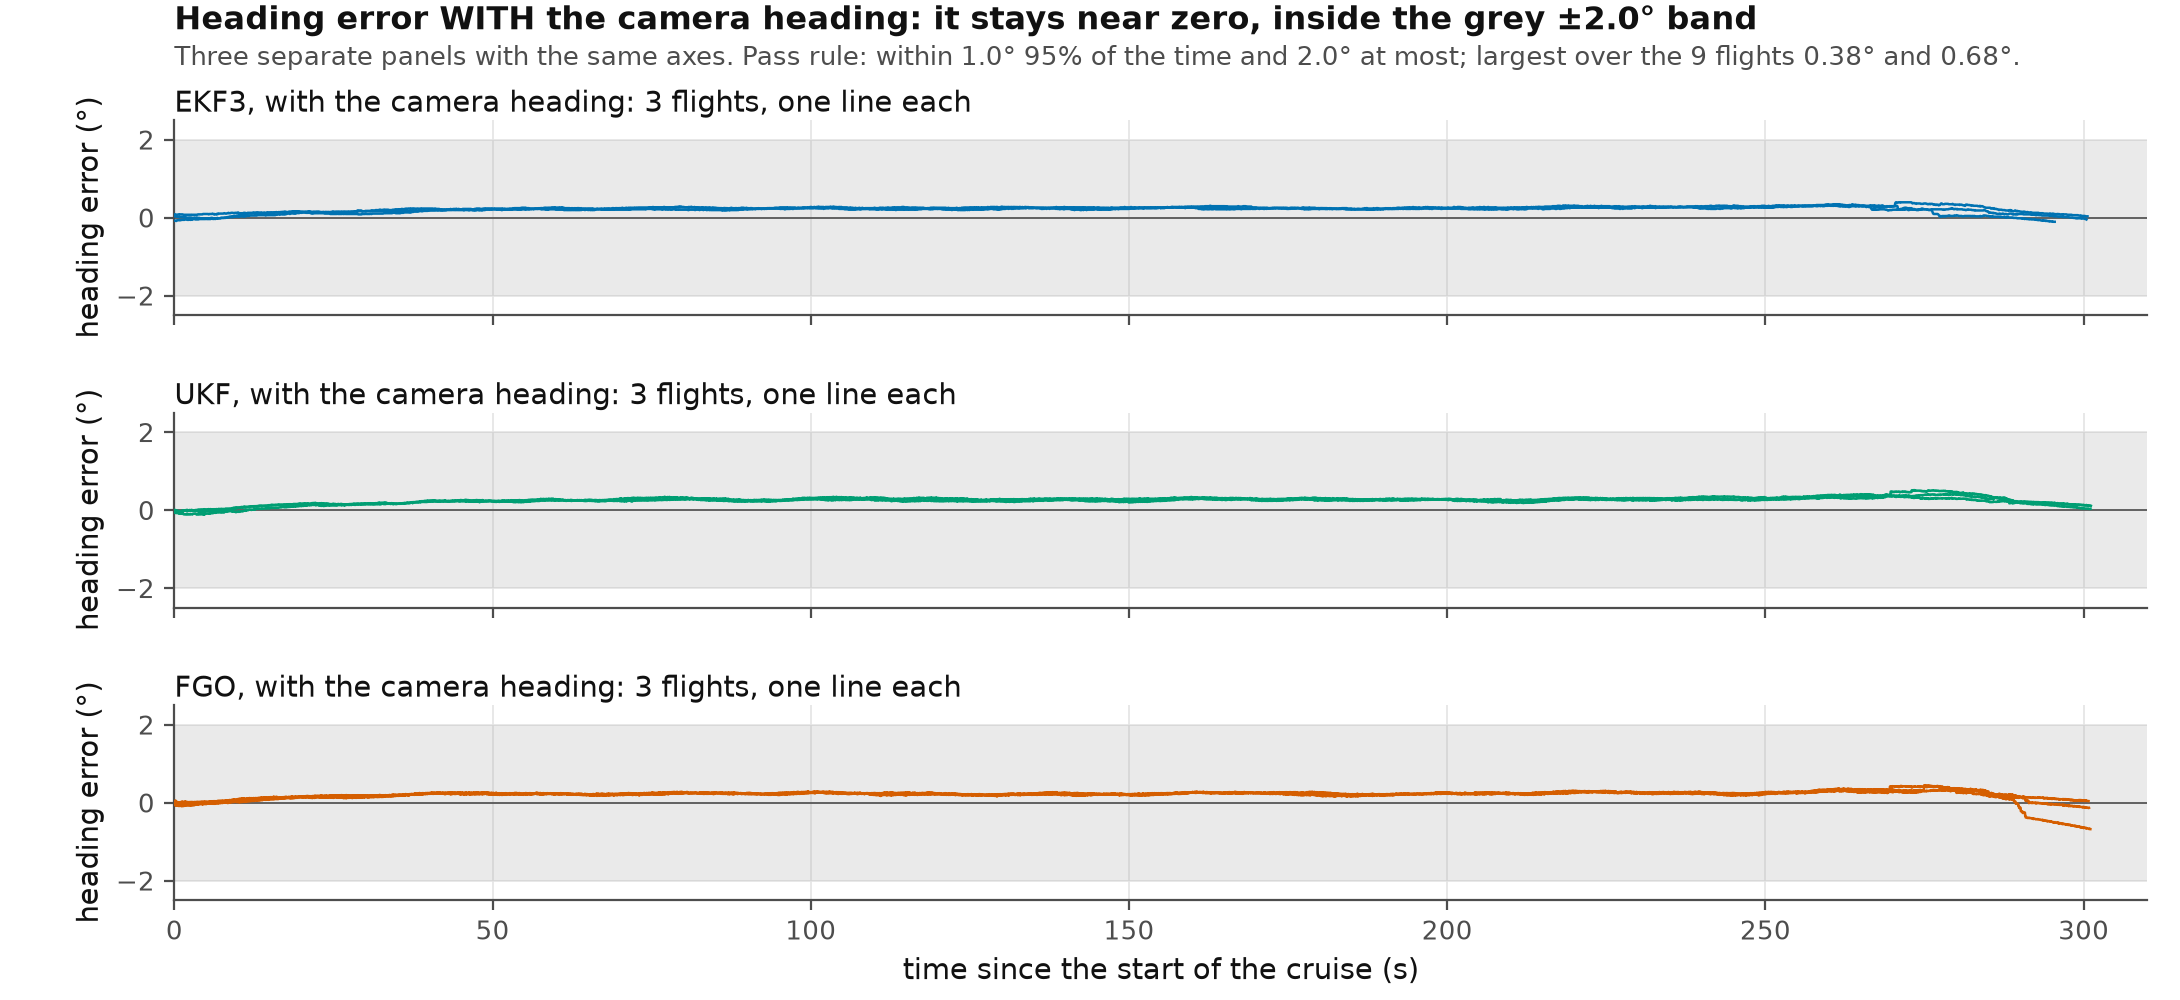 Heading error WITH the camera heading: it stays near zero, inside the grey ±2.0° band
Three separate panels with the same axes. Pass rule: within 1.0° 95% of the time and 2.0° at most; largest over the 9 flights 0.38° and 0.68°.
EKF3, with the camera heading: 3 flights, one line each
heading error (°)
2
0
−2
UKF, with the camera heading: 3 flights, one line each
heading error (°)
2
0
−2
FGO, with the camera heading: 3 flights, one line each
heading error (°)
2
0
−2
0 50 100 150 200 250 300
time since the start of the cruise (s)